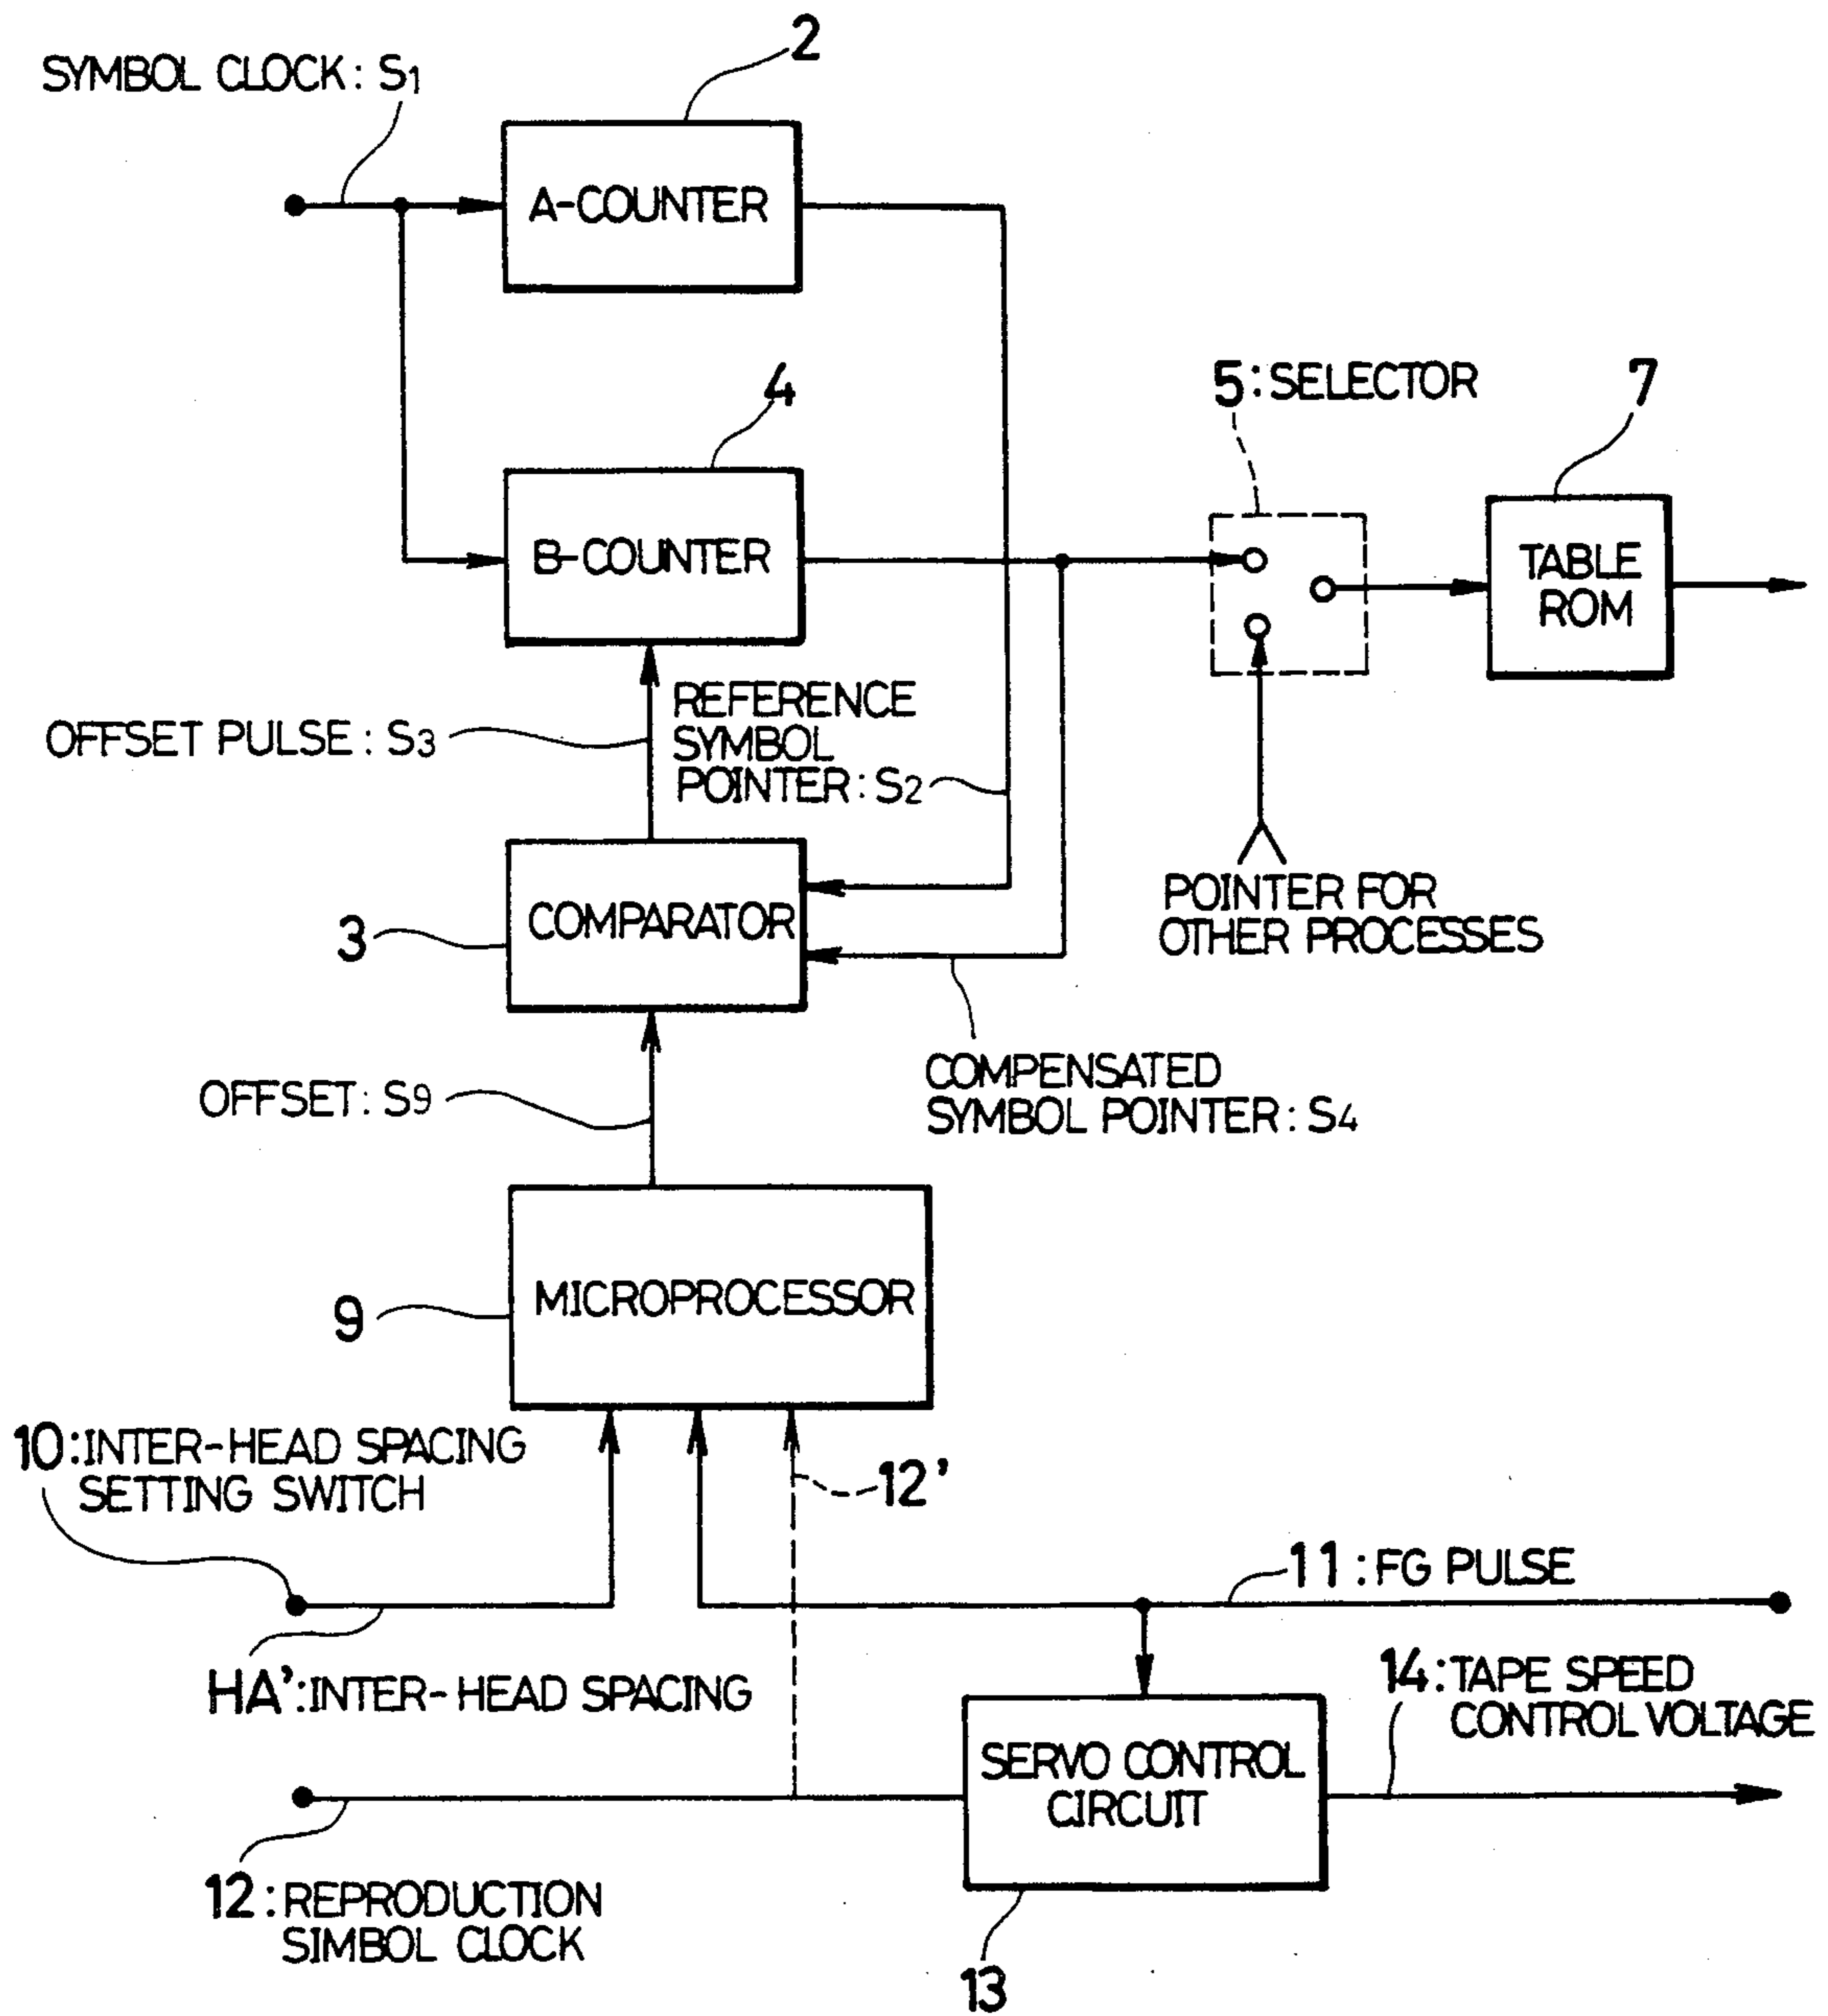 2
SYMBOL CLOCK: S1
A-COUNTER
4
5: SELECTOR
7
B-COUNTER
TABLE
ROM
OFFSET PULSE: S3
REFERENCE
SYMBOL
POINTER: S2
3
COMPARATOR
POINTER FOR
OTHER PROCESSES
OFFSET: S9
COMPENSATED
SYMBOL POINTER: S4
9
MICROPROCESSOR
10: INTER-HEAD SPACING
SETTING SWITCH
12'
11: FG PULSE
HA': INTER-HEAD SPACING
14: TAPE SPEED
CONTROL VOLTAGE
SERVO CONTROL
CIRCUIT
12: REPRODUCTION
SIMBOL CLOCK
13